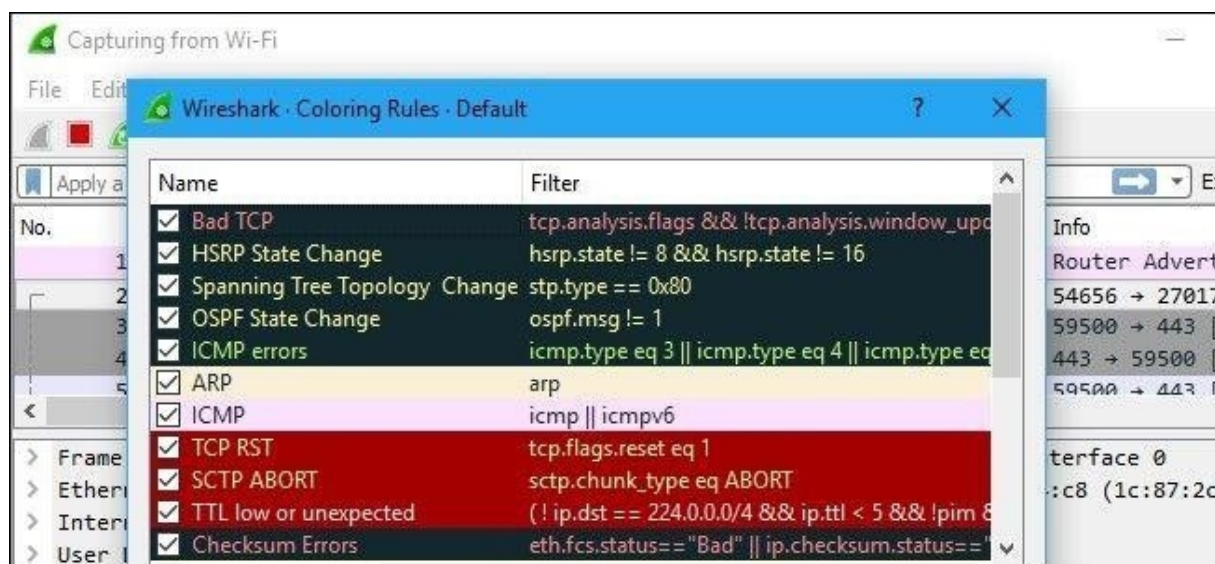 Capturing from Wi-Fi
File Edit
Wireshark · Coloring Rules · Default ? ×
Apply a
Name Filter
No. Info
Bad TCP tcp.analysis.flags && !tcp.analysis.window_upd
HSRP State Change hsrp.state != 8 && hsrp.state != 16
1 Router Advert
Spanning Tree Topology Change stp.type == 0x80
2 54656 → 27017
OSPF State Change ospf.msg != 1
3 59500 → 443 [
ICMP errors icmp.type eq 3 || icmp.type eq 4 || icmp.type eq
4 443 → 59500 [
ARP arp
5 59500 → 443
ICMP icmp || icmpv6
TCP RST tcp.flags.reset eq 1
Frame terface 0
SCTP ABORT sctp.chunk_type eq ABORT
Ethern :c8 (1c:87:2c
TTL low or unexpected ( ! ip.dst == 224.0.0.0/4 && ip.ttl < 5 && !pim &
Intern
Checksum Errors eth.fcs.status=="Bad" || ip.checksum.status=="
User